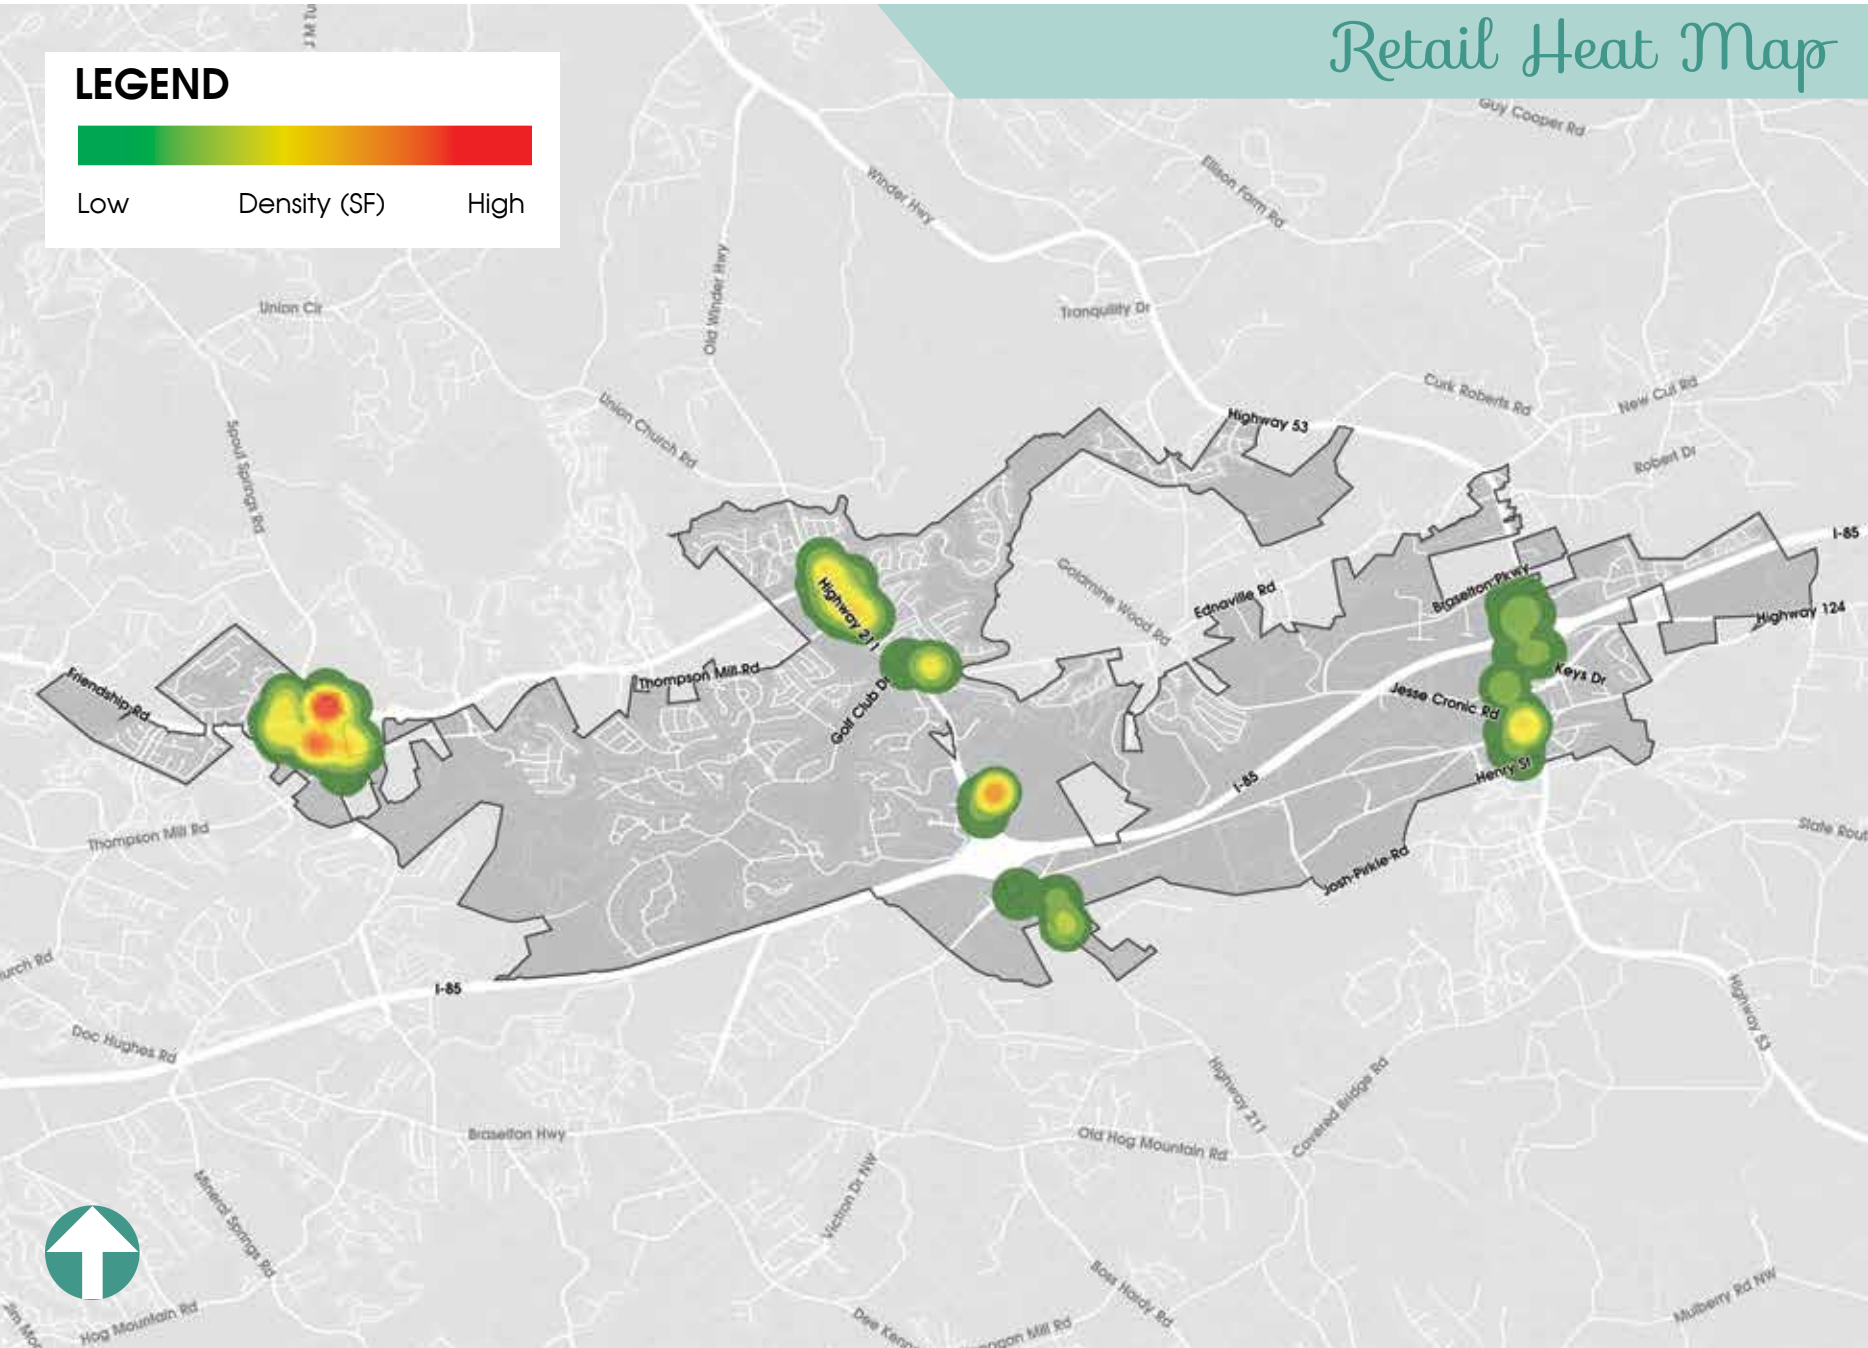 Retail Heat Map
LEGEND
Low
Density (SF)
High
Guy Cooper Rd
Ellison Farm Rd
Winder Hwy
Old Winder Hwy
Union Cir
Tranquility Dr
Union Church Rd
Spout Springs Rd
Highway 53
Curk Roberts Rd
New Cut Rd
Robert Dr
I-85
Goldmine Wood Rd
Ednaville Rd
Braselton Pkwy
Highway 124
Highway 211
Thompson Mill Rd
Golf Club Dr
Friendship Rd
Keys Dr
Jesse Cronic Rd
Henry St
I-85
Thompson Mill Rd
Josh Pirkle Rd
I-85
Doc Hughes Rd
Highway 53
Highway 211
Covered Bridge Rd
Braselton Hwy
Old Hog Mountain Rd
Victron Dr NW
Mineral Springs Rd
Boss Hardy Rd
Mulberry Rd NW
Hog Mountain Rd
Mill Rd